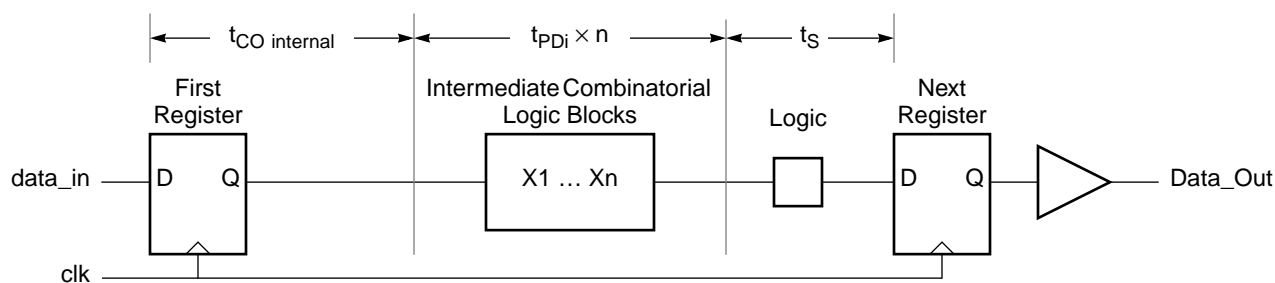 tCO internal
tPDi × n
tS
First
Register
Intermediate Combinatorial
Logic Blocks
Logic
Next
Register
data_in
D
Q
X1 … Xn
D
Q
Data_Out
clk